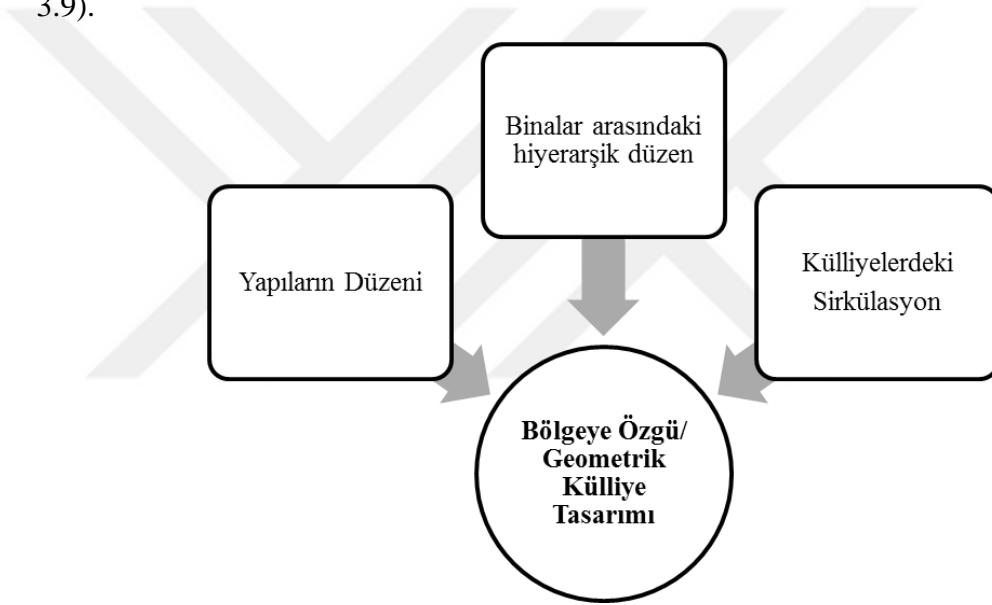 3.9).
Binalar arasındaki
hiyerarşik düzen
Yapıların Düzeni
Külliyelerdeki
Sirkülasyon
Bölgeye Özgü/
Geometrik
Külliye
Tasarımı